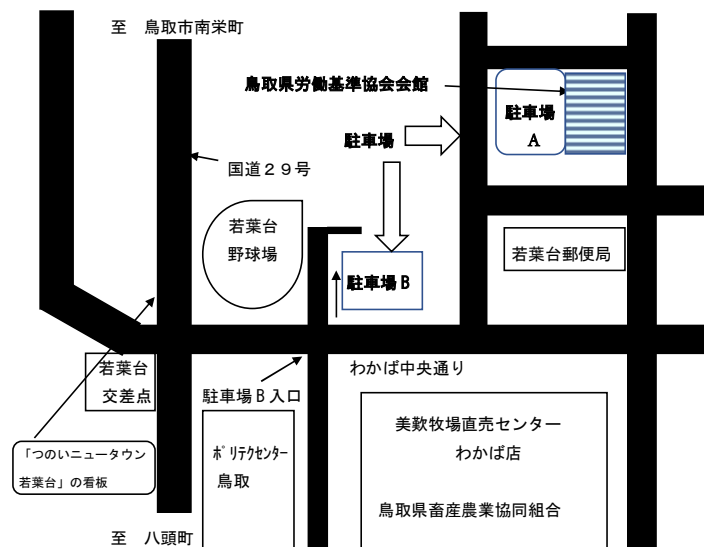 至　鳥取市南栄町
鳥取県労働基準協会会館
駐車場
A
駐車場
国道２９号
若葉台
野球場
若葉台郵便局
駐車場 B
若葉台
交差点
駐車場 B 入口
わかば中央通り
「つのいニュータウン
若葉台」の看板
ﾎﾟﾘﾃｸｾﾝﾀｰ
鳥取
美歎牧場直売センター
わかば店
鳥取県畜産農業協同組合
至　八頭町